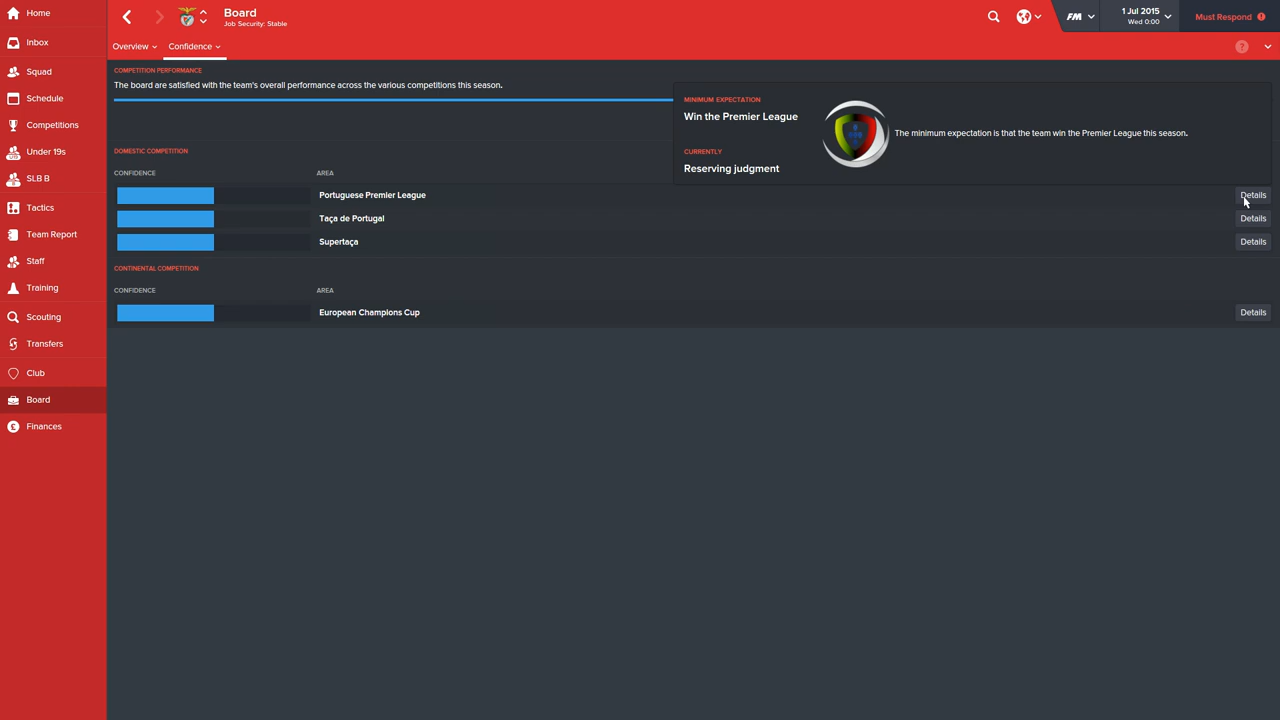 Home
Inbox
Squad
Schedule
Competitions
Under 19s
SLB B
Tactics
Team Report
Staff
Training
Scouting
Transfers
Club
Board
Finances
Board
Job Security: Stable
FM
1 Jul 2015
Wed 0:00
Must Respond
Overview
Confidence
?
COMPETITION PERFORMANCE
The board are satisfied with the team's overall performance across the various competitions this season.
MINIMUM EXPECTATION
Win the Premier League
CURRENTLY
Reserving judgment
The minimum expectation is that the team win the Premier League this season.
DOMESTIC COMPETITION
CONFIDENCE AREA
Portuguese Premier League Details
Taça de Portugal Details
Supertaça Details
CONTINENTAL COMPETITION
CONFIDENCE AREA
European Champions Cup Details